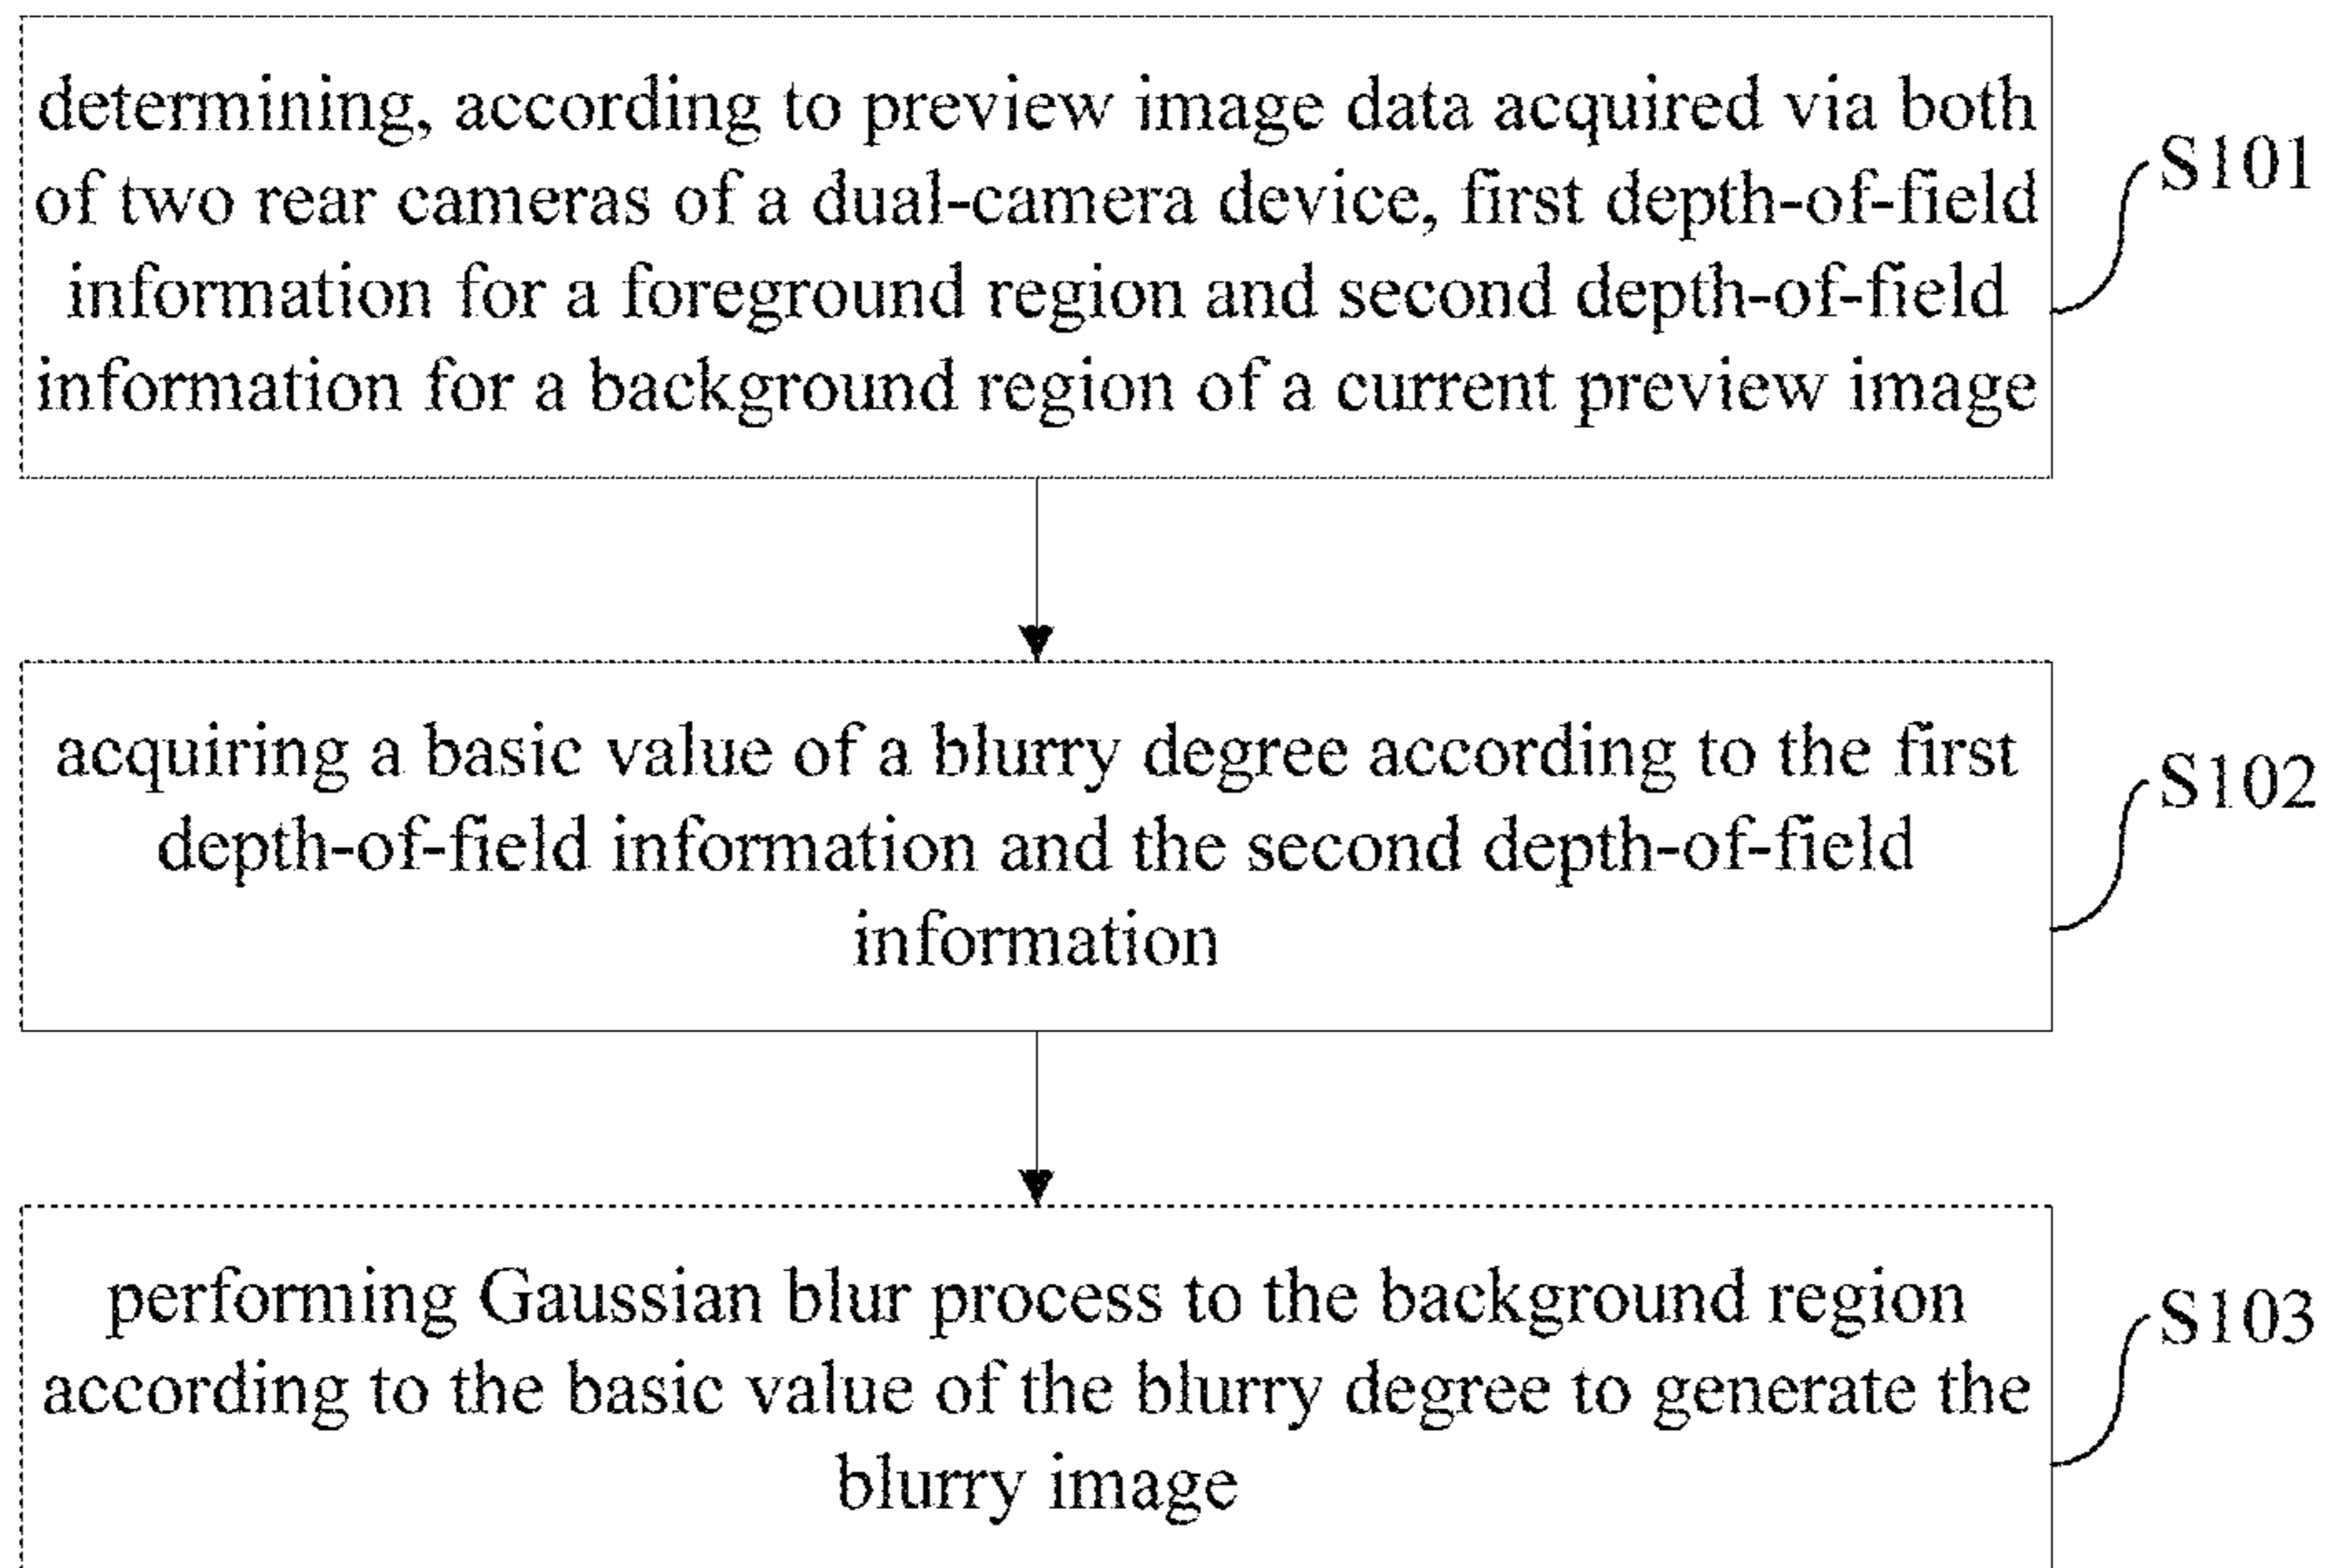 determining, according to preview image data acquired via both
of two rear cameras of a dual-camera device, first depth-of-field
information for a foreground region and second depth-of-field
information for a background region of a current preview image
S101
acquiring a basic value of a blurry degree according to the first
depth-of-field information and the second depth-of-field
information
S102
performing Gaussian blur process to the background region
according to the basic value of the blurry degree to generate the
blurry image
S103